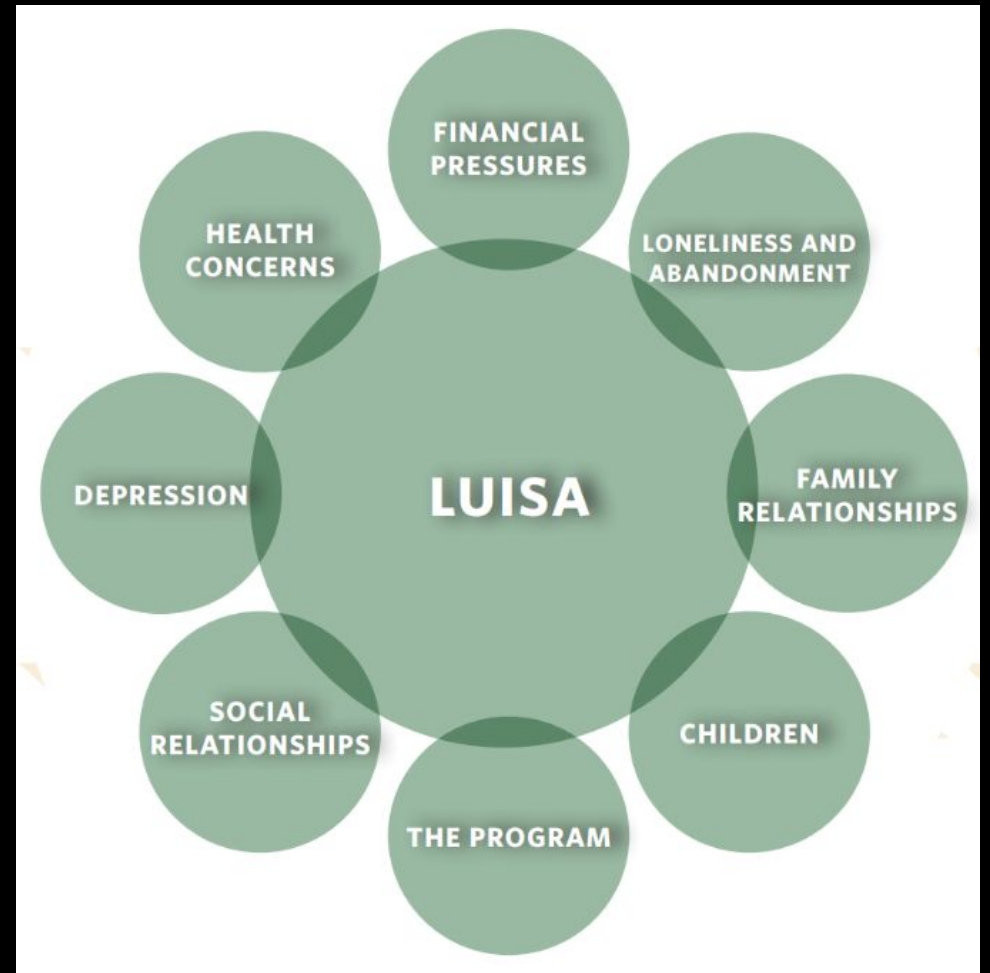 FINANCIAL
PRESSURES
LONELINESS AND
ABANDONMENT
FAMILY
RELATIONSHIPS
CHILDREN
THE PROGRAM
SOCIAL
RELATIONSHIPS
DEPRESSION
HEALTH
CONCERNS
LUISA